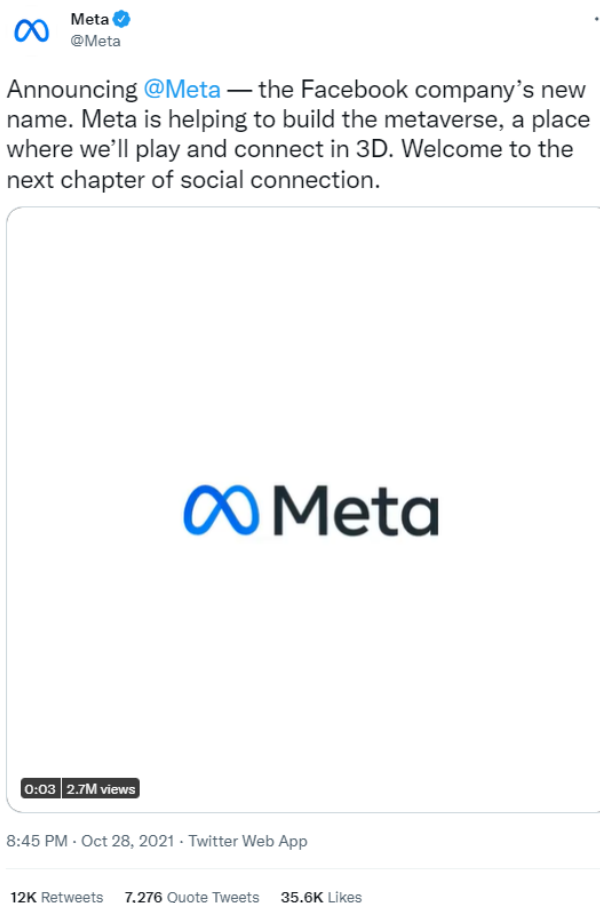 Meta
@Meta
Announcing @Meta — the Facebook company’s new
name. Meta is helping to build the metaverse, a place
where we’ll play and connect in 3D. Welcome to the
next chapter of social connection.
Meta
0:03 2.7M views
8:45 PM · Oct 28, 2021 · Twitter Web App
12K Retweets 7.276 Quote Tweets 35.6K Likes